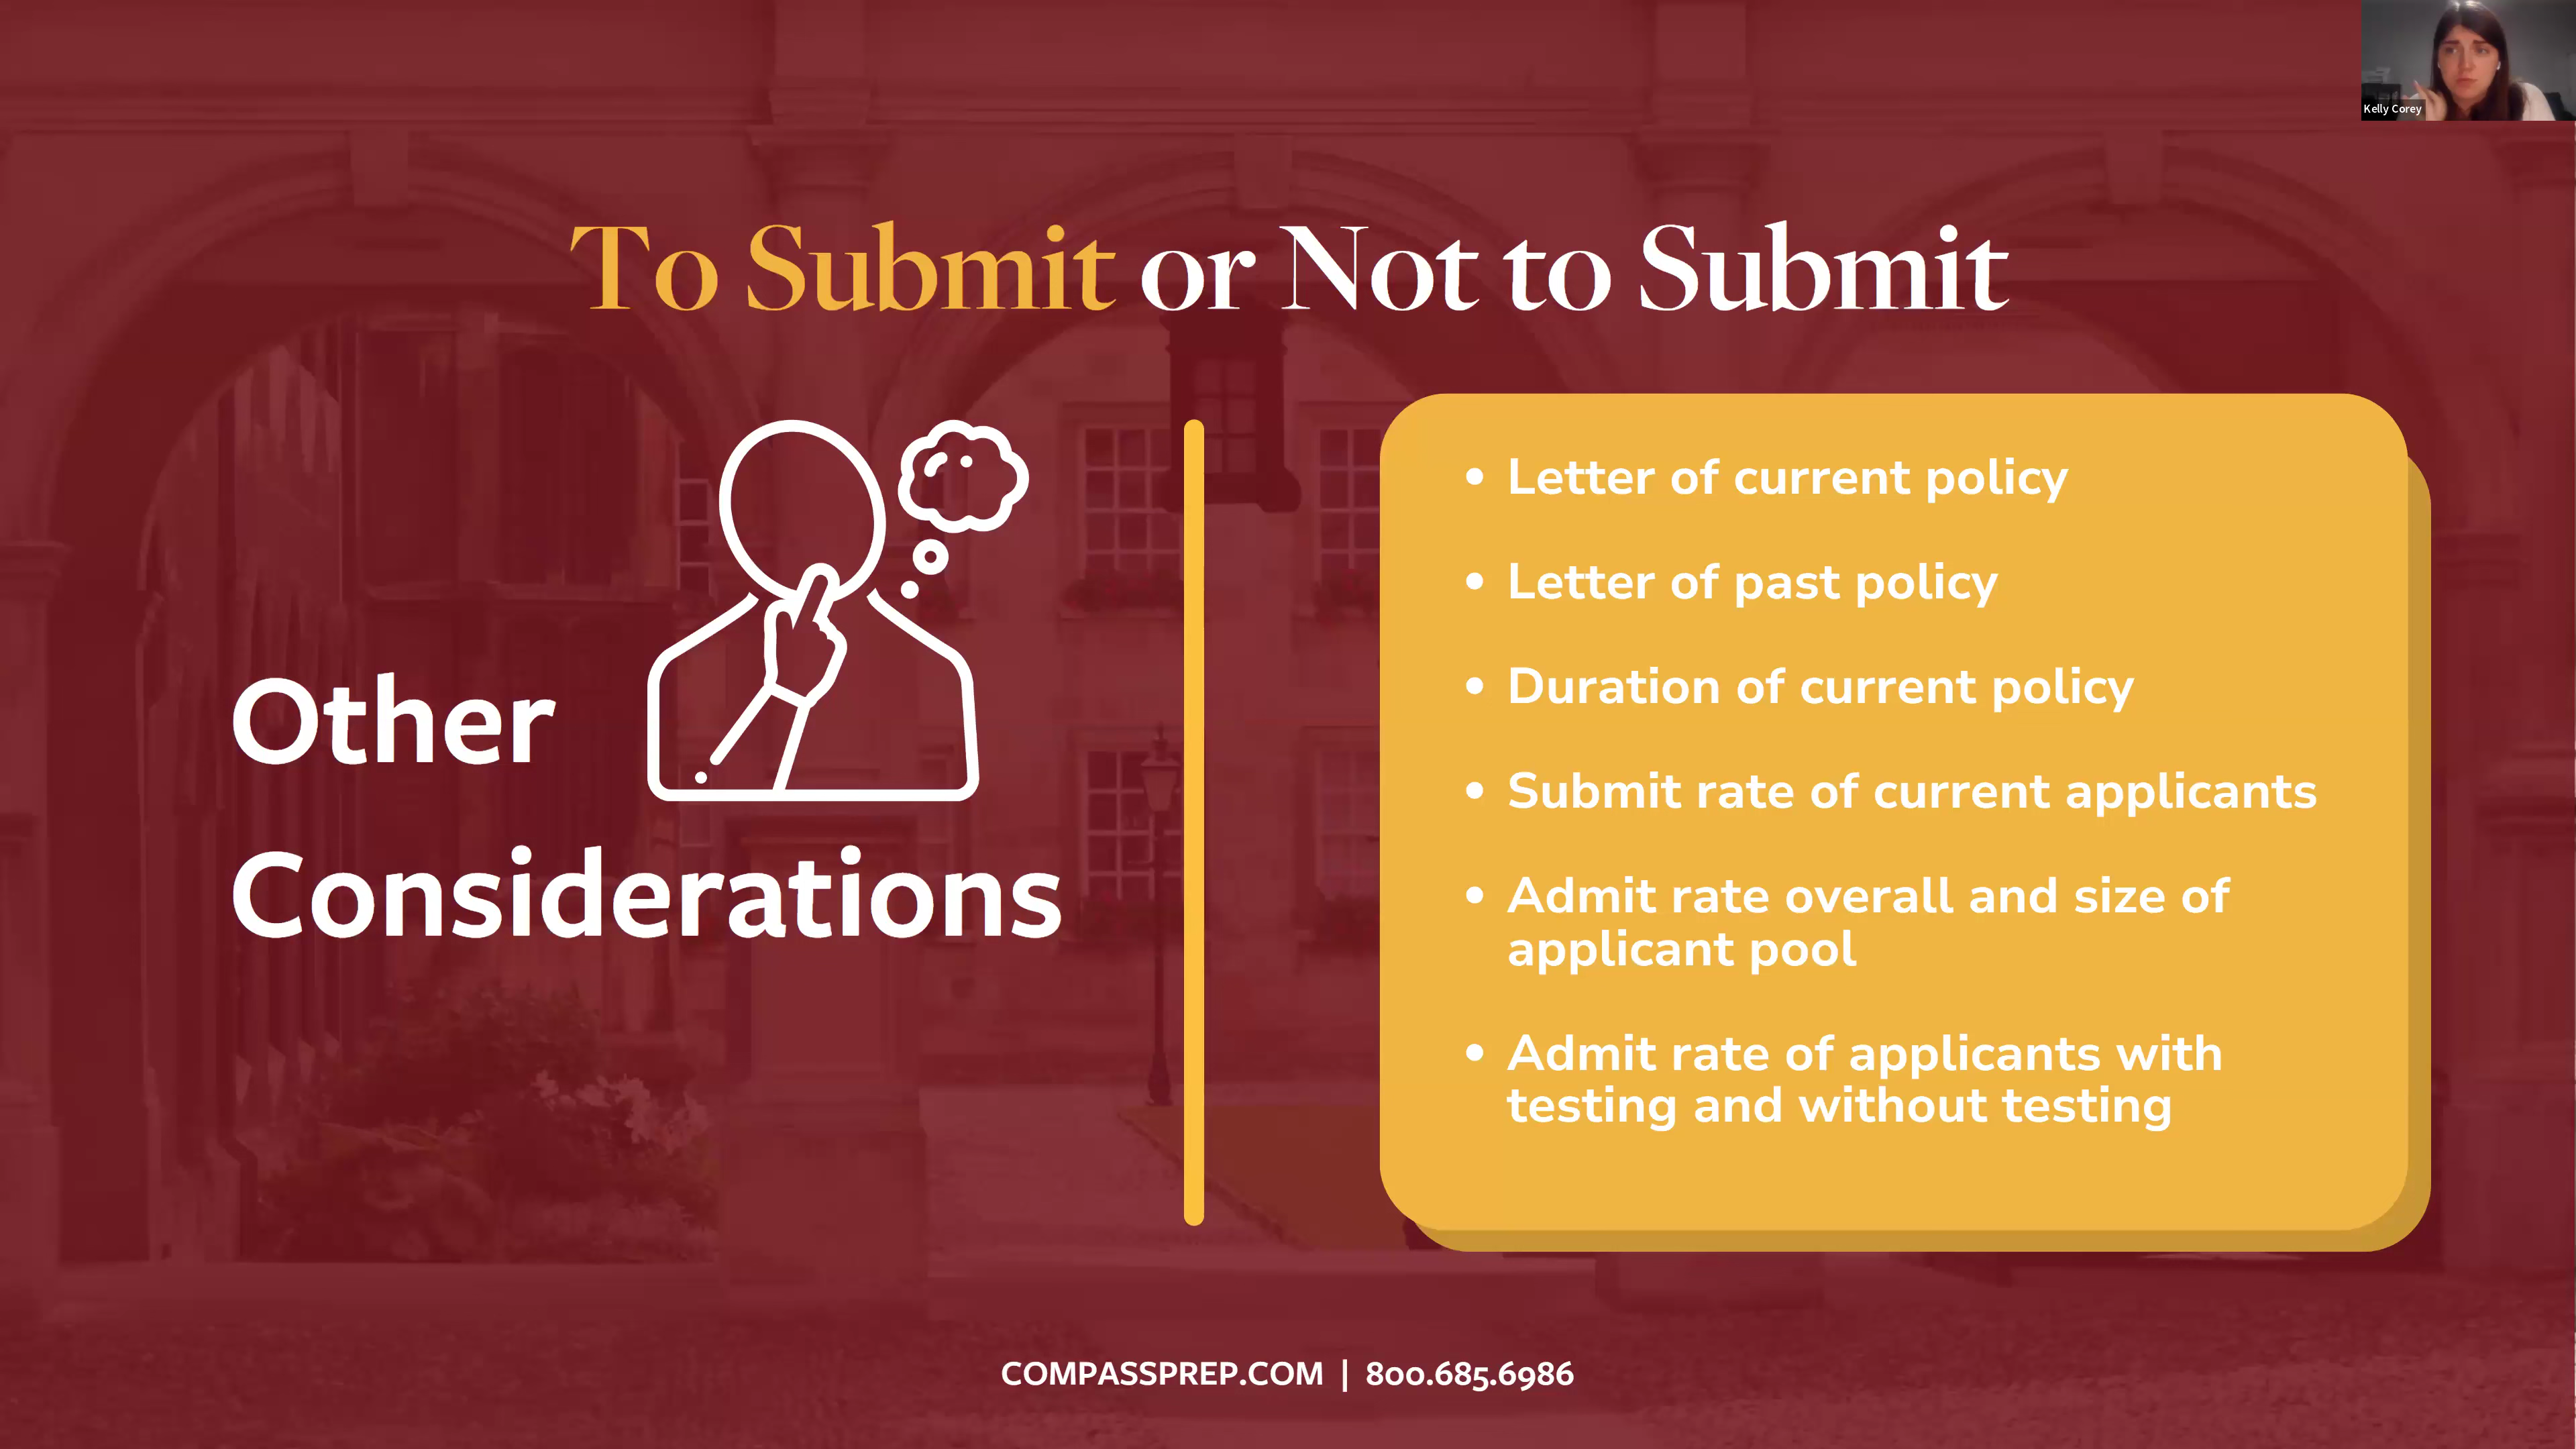 Kelly Corey
To Submit or Not to Submit
Other
Considerations
• Letter of current policy
• Letter of past policy
• Duration of current policy
• Submit rate of current applicants
• Admit rate overall and size of
applicant pool
• Admit rate of applicants with
testing and without testing
COMPASSPREP.COM | 800.685.6986